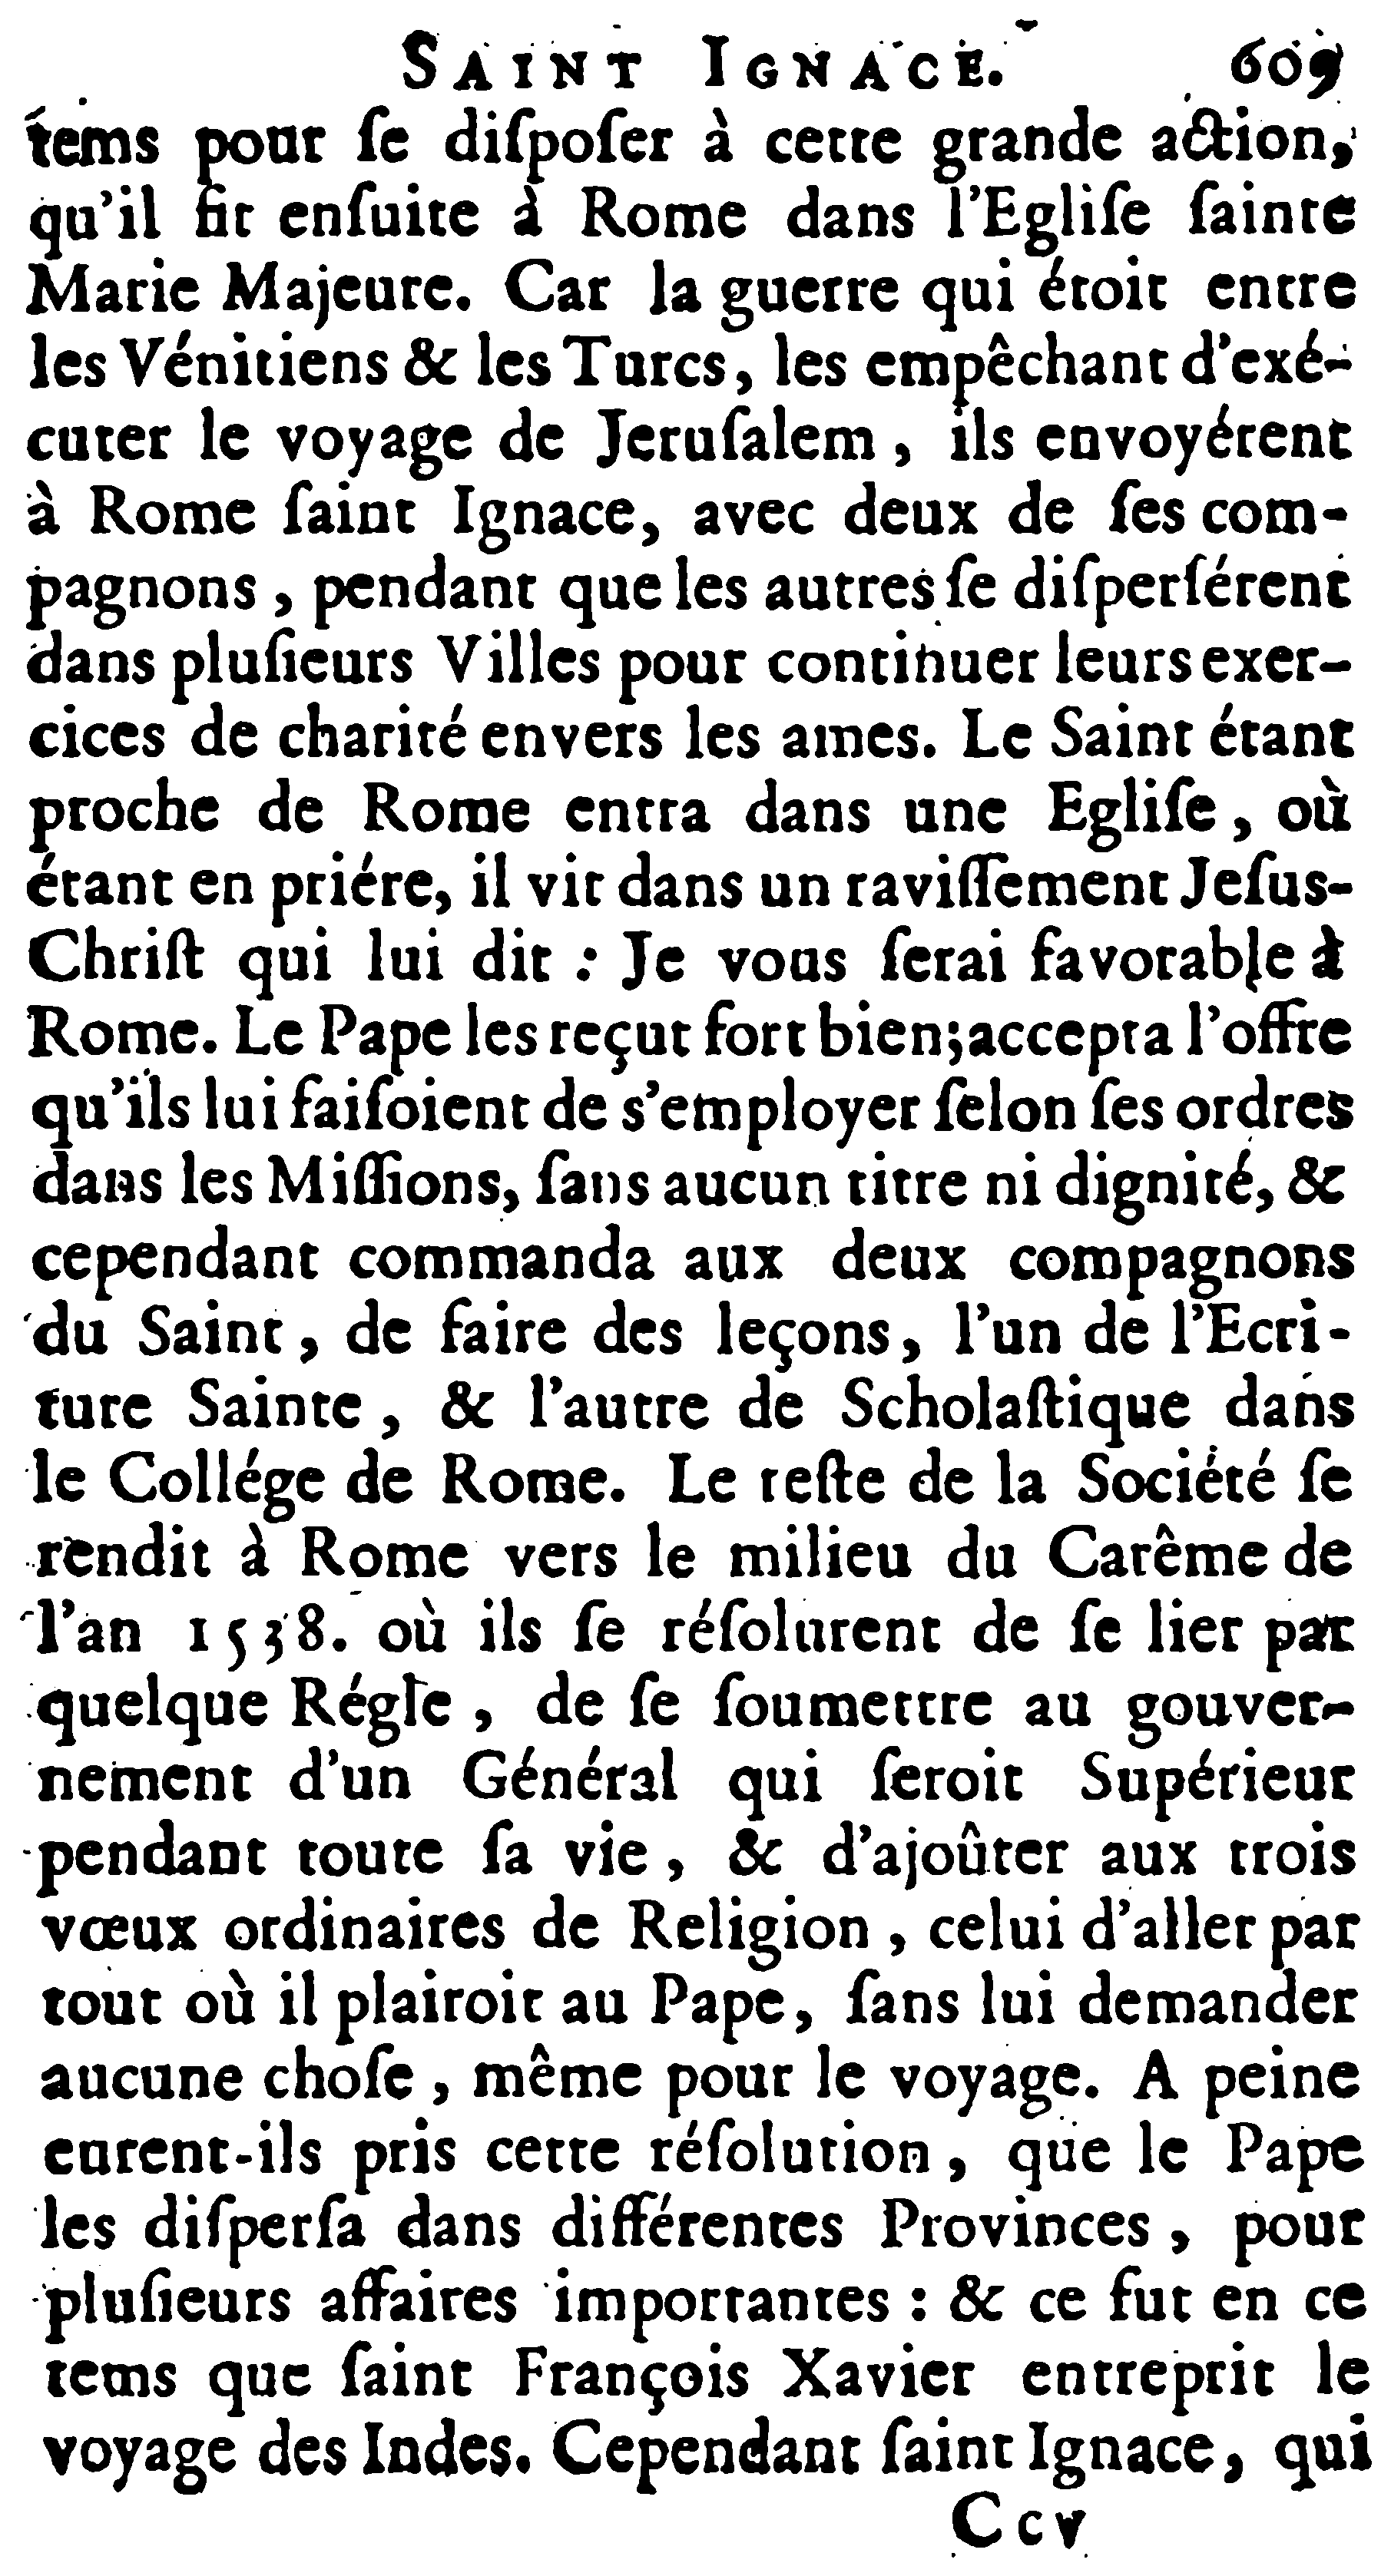 SAINT IGNACE. 609
tems pour ſe diſpoſer à cette grande action,
qu'il fit enſuite à Rome dans l'Egliſe ſainte
Marie Majeure. Car la guerre qui étoit entre
les Vénitiens & les Turcs, les empêchant d'exé-
cuter le voyage de Jeruſalem, ils envoyérent
à Rome ſaint Ignace, avec deux de ſes com-
pagnons, pendant que les autres ſe diſperſérent
dans pluſieurs Villes pour continuer leurs exer-
cices de charité envers les ames. Le Saint étant
proche de Rome entra dans une Egliſe, où
étant en priére, il vit dans un raviſſement Jeſus-
Chriſt qui lui dit : Je vous ſerai favorable à
Rome. Le Pape les reçut fort bien; accepta l'offre
qu'ils lui faiſoient de s'employer ſelon ſes ordres
dans les Miſſions, ſans aucun titre ni dignité, &
cependant commanda aux deux compagnons
du Saint, de faire des leçons, l'un de l'Ecri-
ture Sainte, & l'autre de Scholaſtique dans
le Collége de Rome. Le reſte de la Société ſe
rendit à Rome vers le milieu du Carême de
l'an 1538. où ils ſe réſolurent de ſe lier par
quelque Régle, de ſe ſoumettre au gouver-
nement d'un Général qui ſeroit Supérieur
pendant toute ſa vie, & d'ajoûter aux trois
vœux ordinaires de Religion, celui d'aller par
tout où il plairoit au Pape, ſans lui demander
aucune choſe, même pour le voyage. A peine
eurent-ils pris cette réſolution, que le Pape
les diſperſa dans différentes Provinces, pour
pluſieurs affaires importantes : & ce fut en ce
tems que ſaint François Xavier entreprit le
voyage des Indes. Cependant ſaint Ignace, qui
Ccv